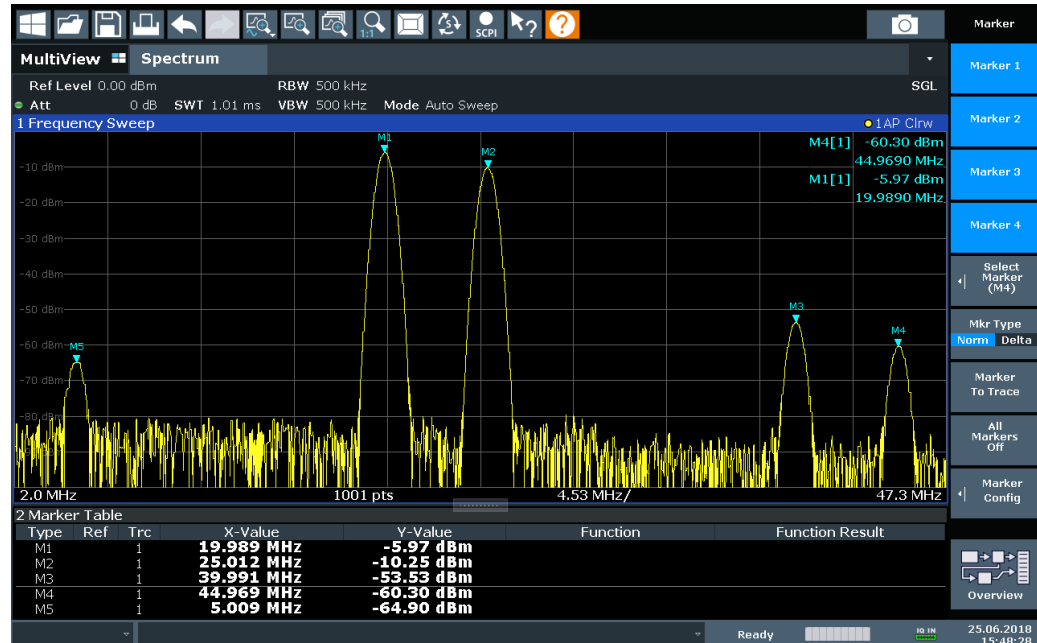 1:1
SCPI
?
?
Marker
MultiView Spectrum
Ref Level 0.00 dBm RBW 500 kHz SGL
Att 0 dB SWT 1.01 ms VBW 500 kHz Mode Auto Sweep
1 Frequency Sweep 1AP Clrw
M4[1] -60.30 dBm
44.9690 MHz
M1[1] -5.97 dBm
19.9890 MHz
M1
M2
M3
M4
M5
-10 dBm
-20 dBm
-30 dBm
-40 dBm
-50 dBm
-60 dBm
-70 dBm
-80 dBm
2.0 MHz 1001 pts 4.53 MHz/ 47.3 MHz
2 Marker Table
Type Ref Trc X-Value Y-Value Function Function Result
M1 1 19.989 MHz -5.97 dBm
M2 1 25.012 MHz -10.25 dBm
M3 1 39.991 MHz -53.53 dBm
M4 1 44.969 MHz -60.30 dBm
M5 1 5.009 MHz -64.90 dBm
Marker 1
Marker 2
Marker 3
Marker 4
Select
Marker
(M4)
Mkr Type
Norm Delta
Marker
To Trace
All
Markers
Off
Marker
Config
Overview
Ready IQ IN 25.06.2018
15:48:28